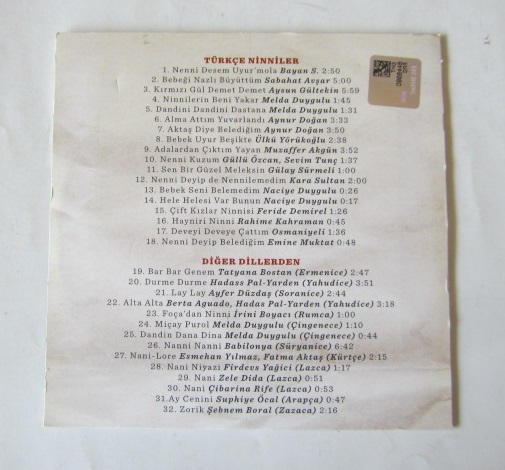 TÜRKÇE NİNNİLER
1. Nenni Desem Uyur'mola Bayan S. 2:50
2. Bebeği Nazlı Büyüttüm Sabahat Avşar 5:00
3. Kırmızı Gül Demet Demet Aysun Gültekin 5:59
4. Ninnilerin Beni Yakar Melda Duygulu 1:45
5. Dandini Dandini Dastana Melda Duygulu 1:31
6. Alma Attım Yuvarlandı Aynur Doğan 3:33
7. Aktaş Diye Belediğim Aynur Doğan 3:50
8. Bebek Uyur Beşikte Ülkü Yörükoğlu 2:38
9. Adalardan Çıktım Yayan Muzaffer Akgün 3:52
10. Nenni Kuzum Güllü Özcan, Sevim Tunç 1:37
11. Sen Bir Güzel Meleksin Gülay Sürmeli 1:00
12. Nenni Deyip de Nennilemedim Kara Sultan 2:00
13. Bebek Seni Belemedim Naciye Duygulu 0:26
14. Hele Helesi Var Bunun Naciye Duygulu 0:17
15. Çift Kızlar Ninnisi Feride Demirel 1:26
16. Haynizi Ninni Rahime Kahraman 0:45
17. Deveyi Deveye Çattım Osmaniyeli 1:36
18. Nenni Deyip Belediğim Emine Muktat 0:48
DİĞER DİLLERDEN
19. Bar Bar Genem Tatyana Bostan (Ermenice) 2:47
20. Durme Durme Hadass Pal-Yarden (Yahudice) 3:51
21. Lay Lay Ayfer Düzdaş (Soranice) 2:44
22. Alta Alta Berta Aguado, Hadas Pal-Yarden (Yahudice) 3:18
23. Foça'dan Ninni İrini Boyacı (Rumca) 1:00
24. Miçay Purol Melda Duygulu (Çingenece) 1:10
25. Dandin Dana Dina Melda Duygulu (Çingenece) 0:44
26. Nanni Nanni Babilonya (Süryanice) 6:42
27. Nani-Lore Esmehan Yılmaz, Fatma Aktaş (Kürtçe) 2:15
28. Nani Niyazi Firdevs Yağici (Lazca) 1:17
29. Nani Zele Dida (Lazca) 0:51
30. Nani Çibarina Rife (Lazca) 0:53
31.Ay Cenini Suphiye Öcal (Arapça) 0:47
32. Zorik Şebnem Boral (Zazaca) 2:16